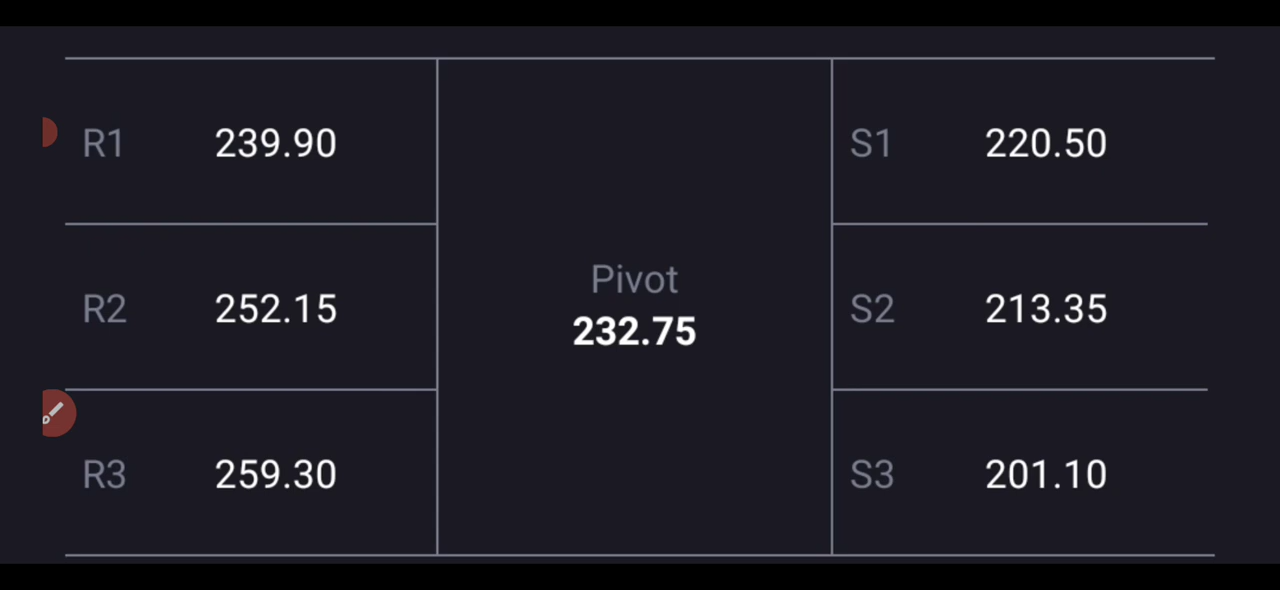 R1 239.90
R2 252.15
R3 259.30
Pivot
232.75
S1 220.50
S2 213.35
S3 201.10